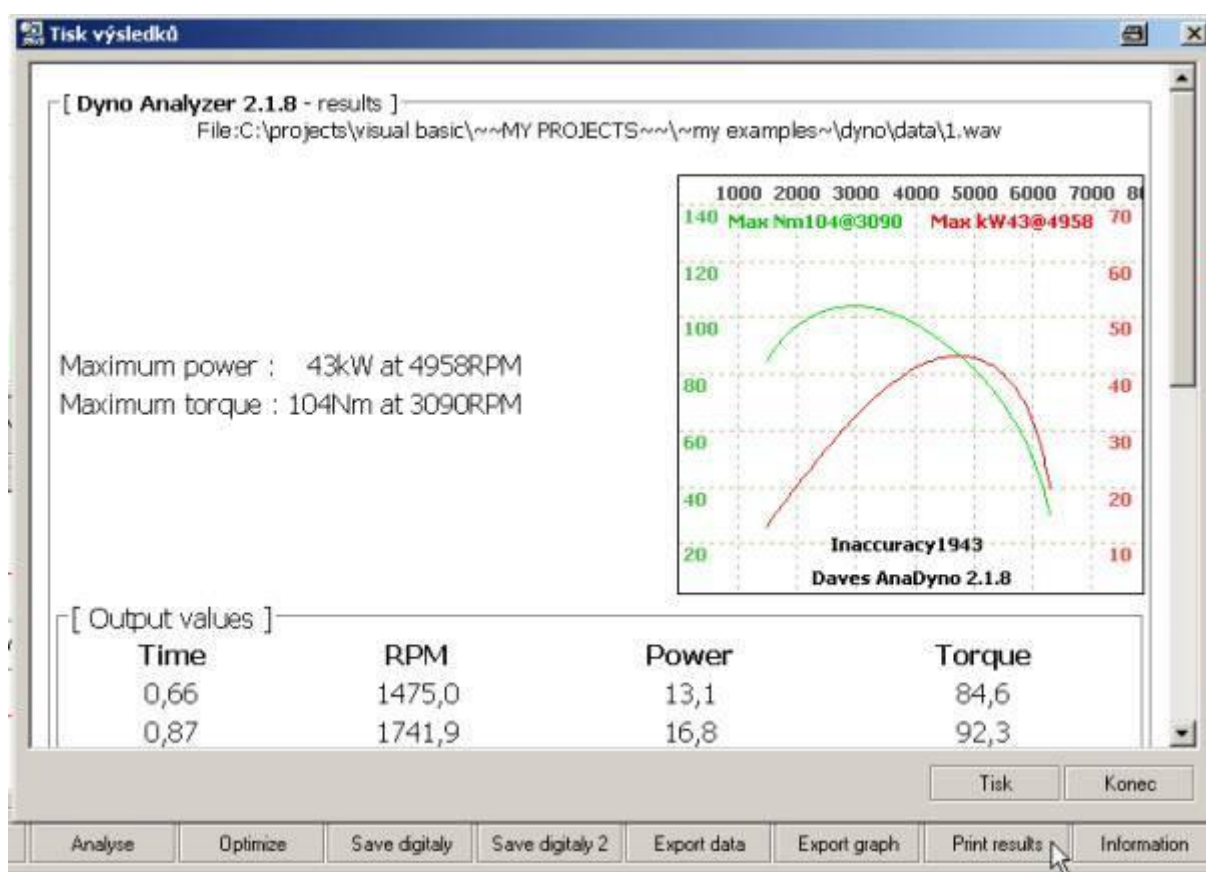 Tisk výsledků
[ Dyno Analyzer 2.1.8 - results ]
File:C:\projects\visual basic\~~MY PROJECTS~~\~my examples~\dyno\data\1.wav
1000 2000 3000 4000 5000 6000 7000 80
140 Max Nm104@3090 Max kW43@4958 70
120 60
100 50
80 40
60 30
40 20
20 10
Inaccuracy1943
Daves AnaDyno 2.1.8
Maximum power : 43kW at 4958RPM
Maximum torque : 104Nm at 3090RPM
[ Output values ]
Time RPM Power Torque
0,66 1475,0 13,1 84,6
0,87 1741,9 16,8 92,3
Tisk Konec
Analyse Optimize Save digitaly Save digitaly 2 Export data Export graph Print results Information